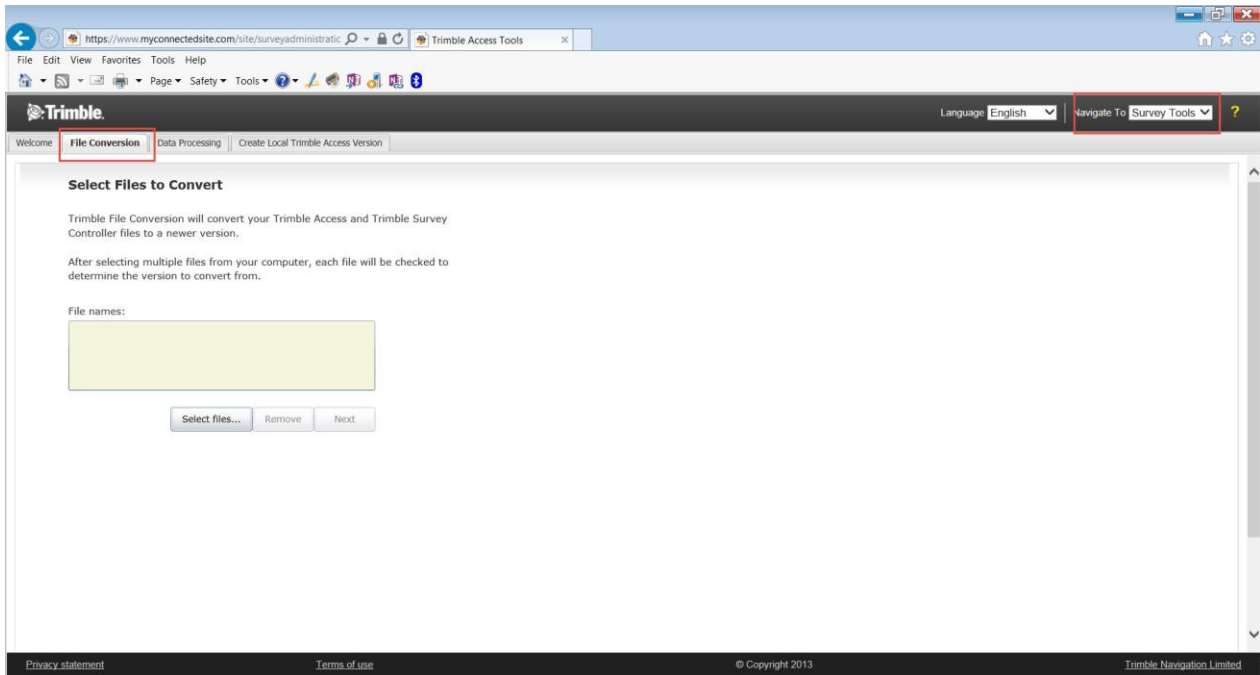 https://www.myconnectedsite.com/site/surveyadministratic
Trimble Access Tools
File Edit View Favorites Tools Help
Page Safety Tools
Trimble.
Language English
Navigate To Survey Tools
?
Welcome File Conversion Data Processing Create Local Trimble Access Version
Select Files to Convert
Trimble File Conversion will convert your Trimble Access and Trimble Survey
Controller files to a newer version.
After selecting multiple files from your computer, each file will be checked to
determine the version to convert from.
File names:
Select files... Remove Next
Privacy statement Terms of use © Copyright 2013 Trimble Navigation Limited